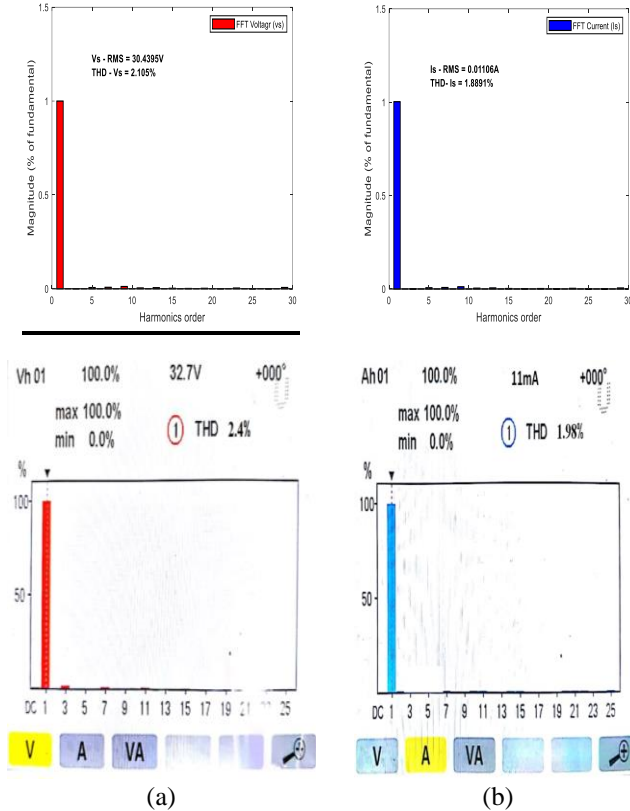 1.5
FFT Voltagr (vs)
Vs - RMS = 30.4395V
THD - Vs = 2.105%
1
Magnitude (% of fundamental)
0.5
0
0 5 10 15 20 25 30
Harmonics order
1.5
FFT Current (Is)
Is - RMS = 0.01106A
THD- Is = 1.8891%
1
Magnitude (% of fundamental)
0.5
0
0 5 10 15 20 25 30
Harmonics order
Vh 01 100.0% 32.7V +000°
max 100.0%
min 0.0%
1 THD 2.4%
%
100
50
DC 1 3 5 7 9 11 13 15 17 19 21 25
V A VA
(a)
Ah 01 100.0% 11mA +000°
max 100.0%
min 0.0%
1 THD 1.98%
%
100
50
DC 1 3 5 7 9 11 13 15 17 19 21 23 25
V A VA
(b)